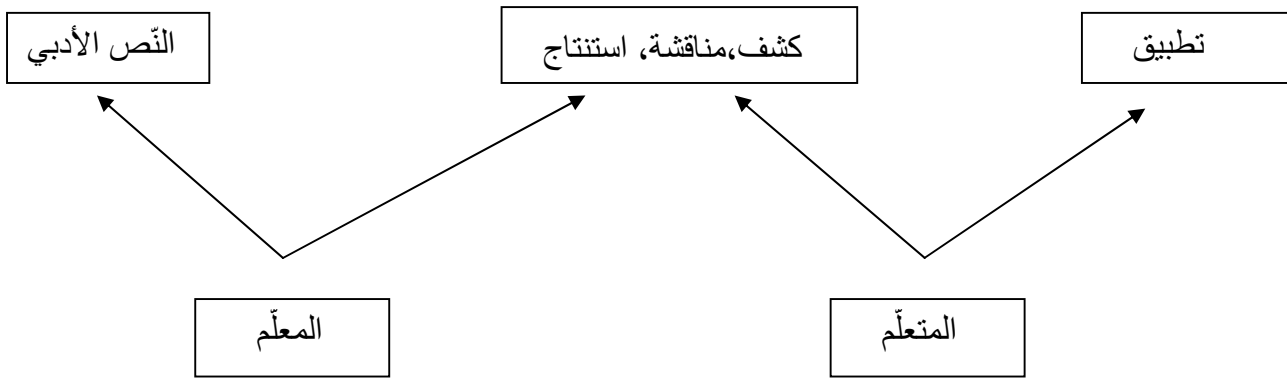 تطبيق
كشف،مناقشة، استنتاج
النّص الأدبي
المتعلّم
المعلّم